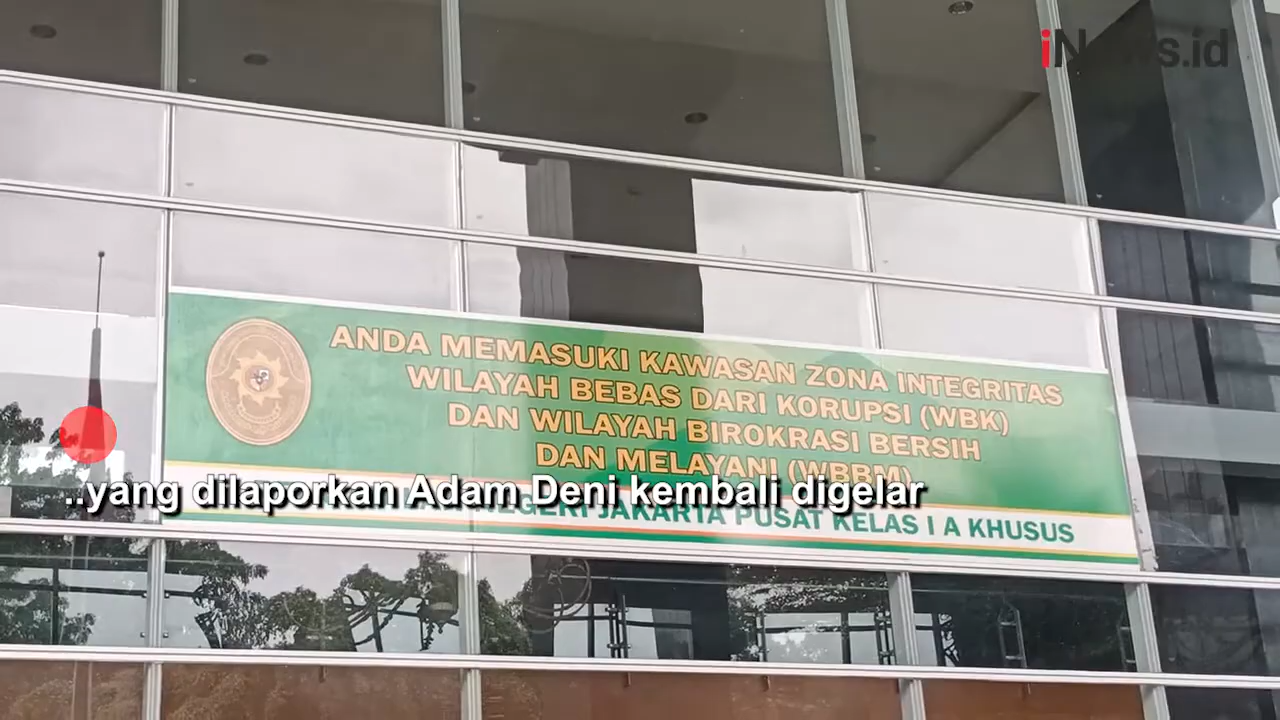 iNews.id
ANDA MEMASUKI KAWASAN ZONA INTEGRITAS
WILAYAH BEBAS DARI KORUPSI (WBK)
DAN WILAYAH BIROKRASI BERSIH
DAN MELAYANI (WBBM)
..yang dilaporkan Adam Deni kembali digelar
NEGERI JAKARTA PUSAT KELAS I A KHUSUS